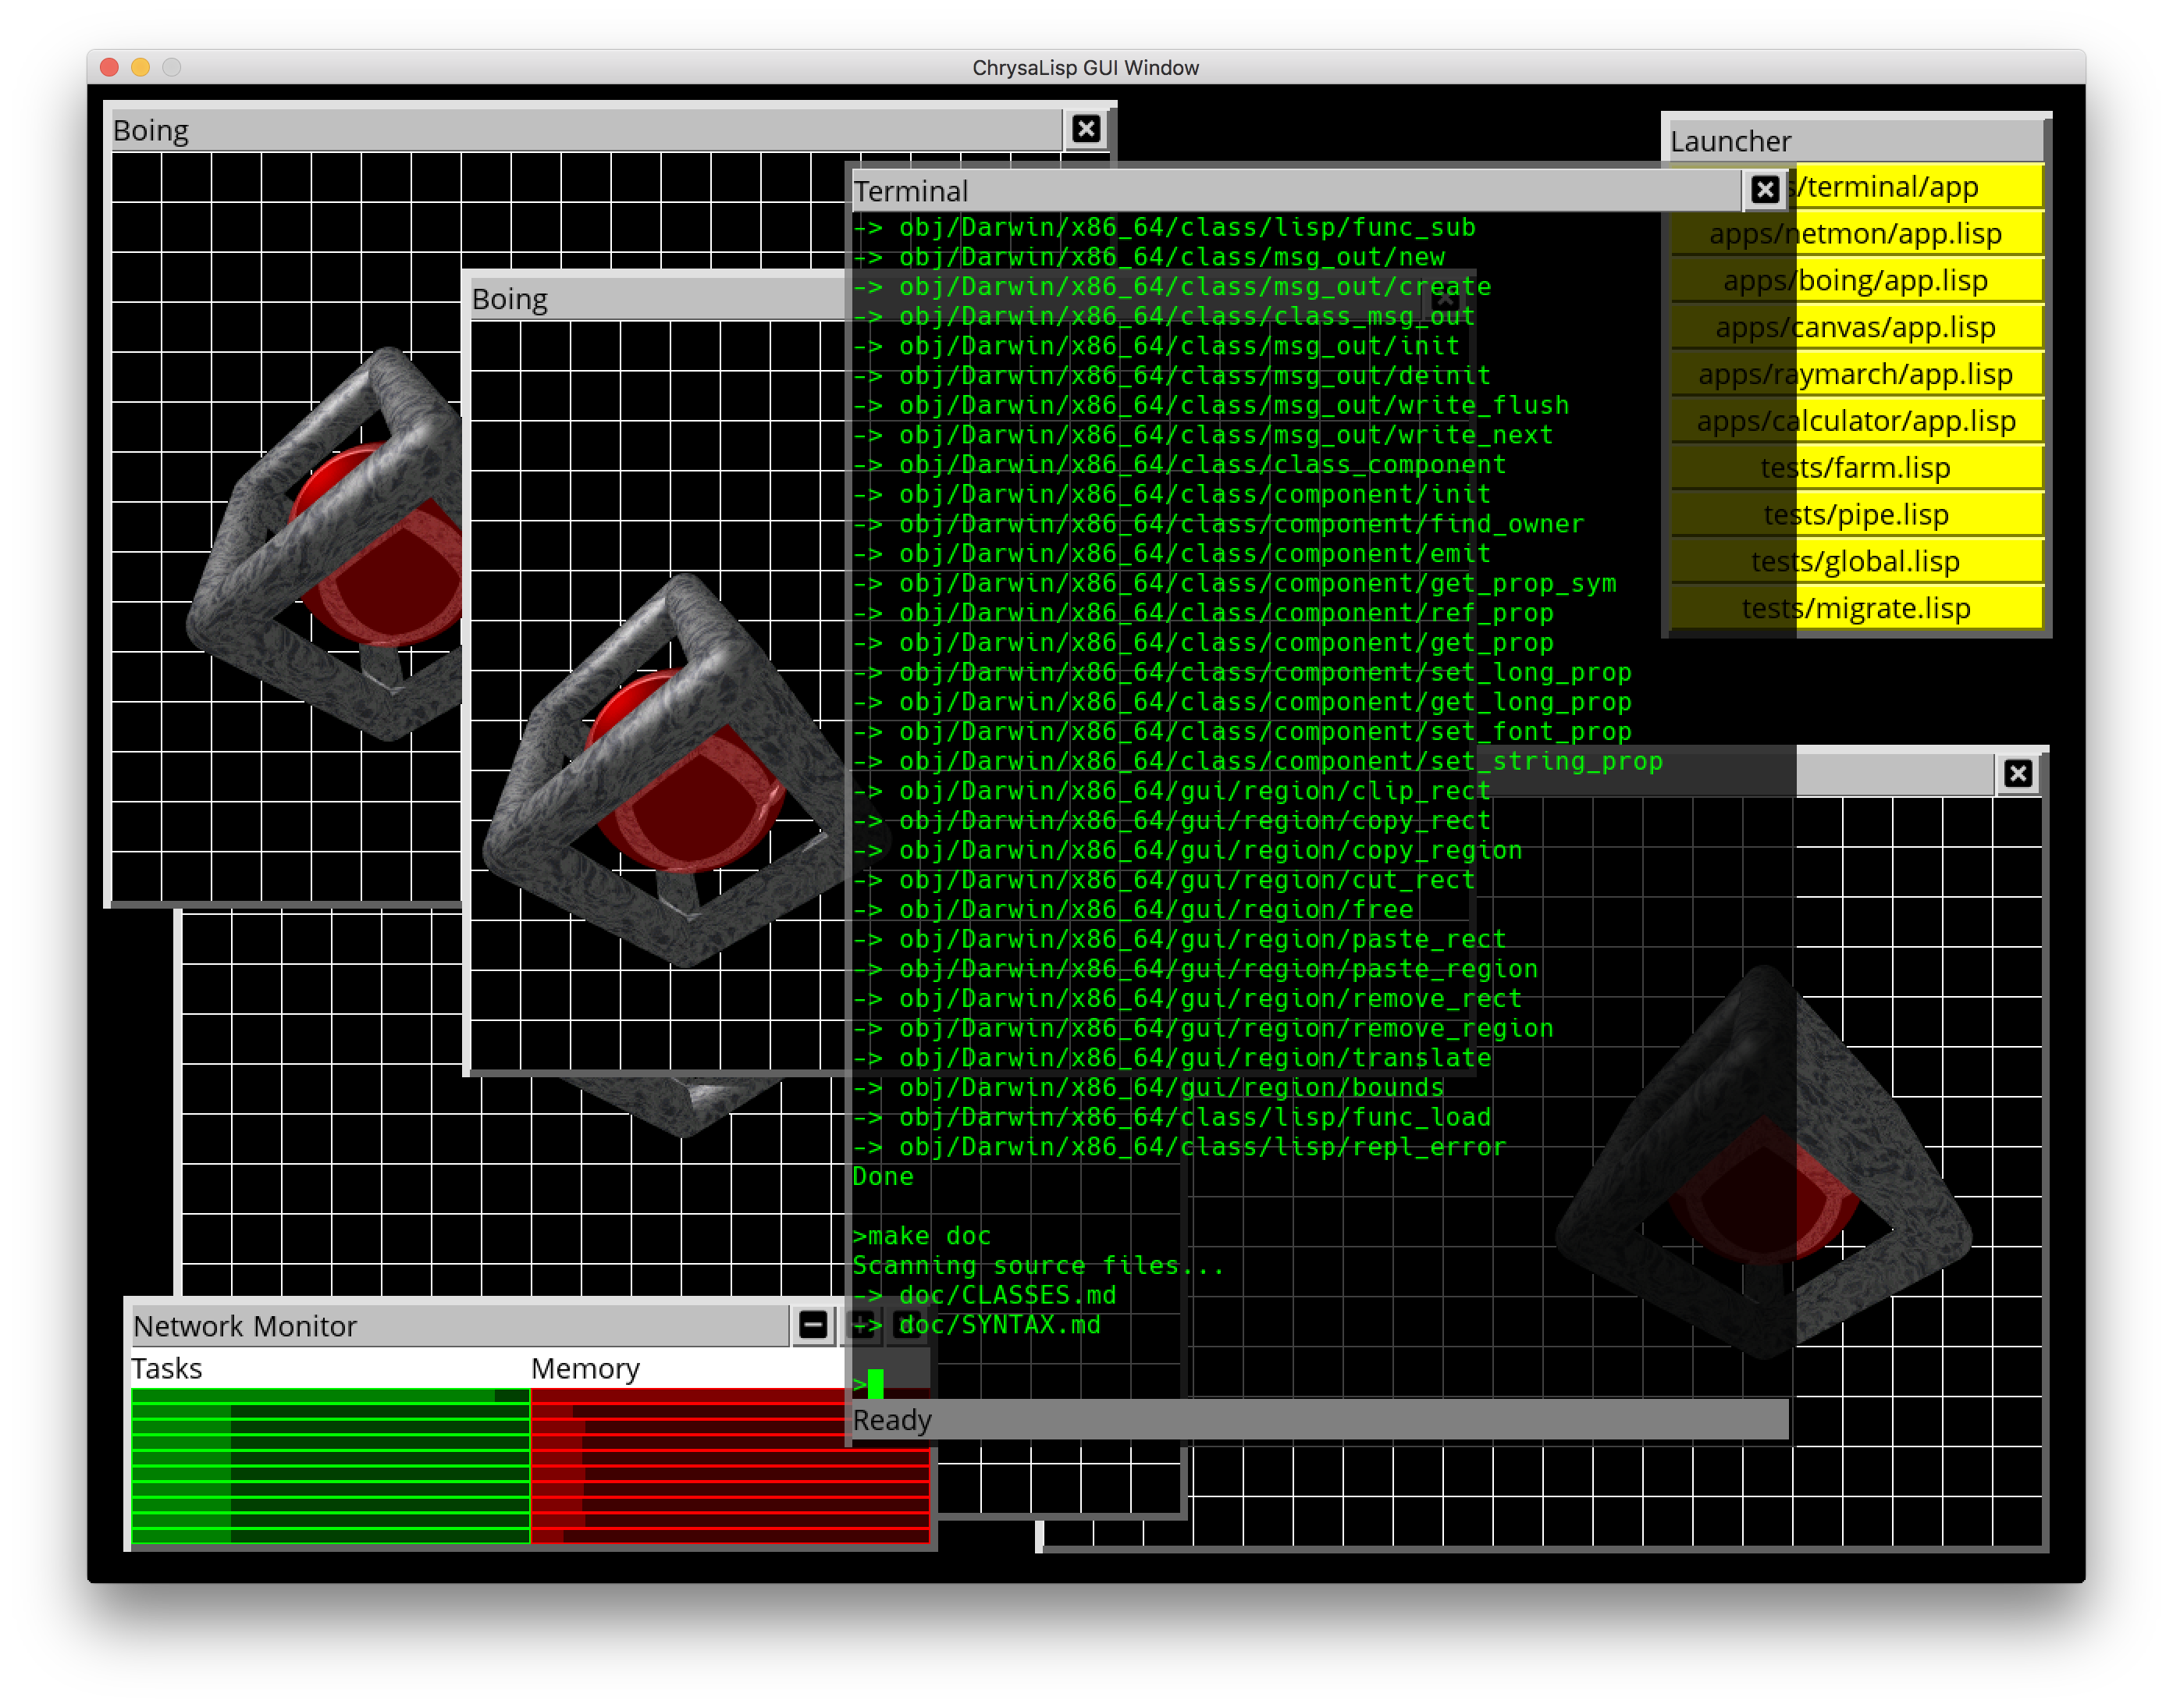 ChrysaLisp GUI Window
Boing
Boing
Terminal
-> obj/Darwin/x86_64/class/lisp/func_sub
-> obj/Darwin/x86_64/class/msg_out/new
-> obj/Darwin/x86_64/class/msg_out/create
-> obj/Darwin/x86_64/class/class_msg_out
-> obj/Darwin/x86_64/class/msg_out/init
-> obj/Darwin/x86_64/class/msg_out/deinit
-> obj/Darwin/x86_64/class/msg_out/write_flush
-> obj/Darwin/x86_64/class/msg_out/write_next
-> obj/Darwin/x86_64/class/class_component
-> obj/Darwin/x86_64/class/component/init
-> obj/Darwin/x86_64/class/component/find_owner
-> obj/Darwin/x86_64/class/component/emit
-> obj/Darwin/x86_64/class/component/get_prop_sym
-> obj/Darwin/x86_64/class/component/ref_prop
-> obj/Darwin/x86_64/class/component/get_prop
-> obj/Darwin/x86_64/class/component/set_long_prop
-> obj/Darwin/x86_64/class/component/get_long_prop
-> obj/Darwin/x86_64/class/component/set_font_prop
-> obj/Darwin/x86_64/class/component/set_string_prop
-> obj/Darwin/x86_64/gui/region/clip_rect
-> obj/Darwin/x86_64/gui/region/copy_rect
-> obj/Darwin/x86_64/gui/region/copy_region
-> obj/Darwin/x86_64/gui/region/cut_rect
-> obj/Darwin/x86_64/gui/region/free
-> obj/Darwin/x86_64/gui/region/paste_rect
-> obj/Darwin/x86_64/gui/region/paste_region
-> obj/Darwin/x86_64/gui/region/remove_rect
-> obj/Darwin/x86_64/gui/region/remove_region
-> obj/Darwin/x86_64/gui/region/translate
-> obj/Darwin/x86_64/gui/region/bounds
-> obj/Darwin/x86_64/class/lisp/func_load
-> obj/Darwin/x86_64/class/lisp/repl_error
Done
>make doc
Scanning source files...
-> doc/CLASSES.md
-> doc/SYNTAX.md
>
Ready
Launcher
s/terminal/app
apps/netmon/app.lisp
apps/boing/app.lisp
apps/canvas/app.lisp
apps/raymarch/app.lisp
apps/calculator/app.lisp
tests/farm.lisp
tests/pipe.lisp
tests/global.lisp
tests/migrate.lisp
Network Monitor
Tasks Memory